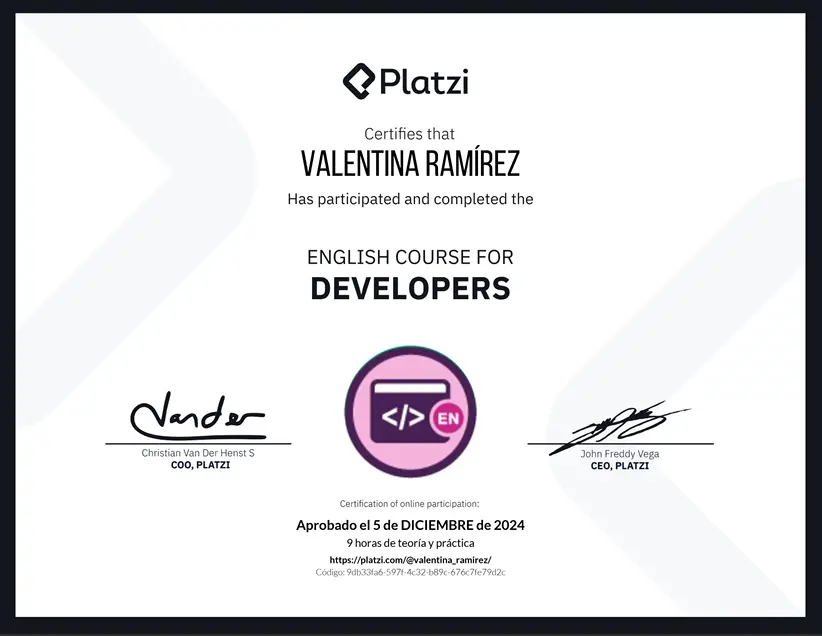 Platzi
Certifies that
VALENTINA RAMÍREZ
Has participated and completed the
ENGLISH COURSE FOR
DEVELOPERS
</> EN
Vander
Christian Van Der Henst S
COO, PLATZI
John Freddy Vega
CEO, PLATZI
Certification of online participation:
Aprobado el 5 de DICIEMBRE de 2024
9 horas de teoría y práctica
https://platzi.com/@valentina_ramirez/
Código: 9db33fa6-597f-4c32-b89c-676c7fe79d2c